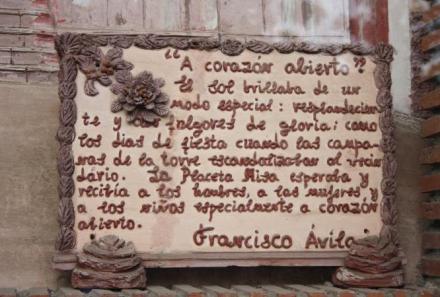 "A corazón abierto"
El sol brillaba de un
modo especial: resplandecien
te y con fulgores de gloria; como
los días de fiesta cuando las campa-
nas de la torre escandalizaban al vecin
dario. La Placeta Misa esperaba y
recibía a los hombres, a las mujeres y
a los niños especialmente a corazón
abierto.
Francisco Ávila